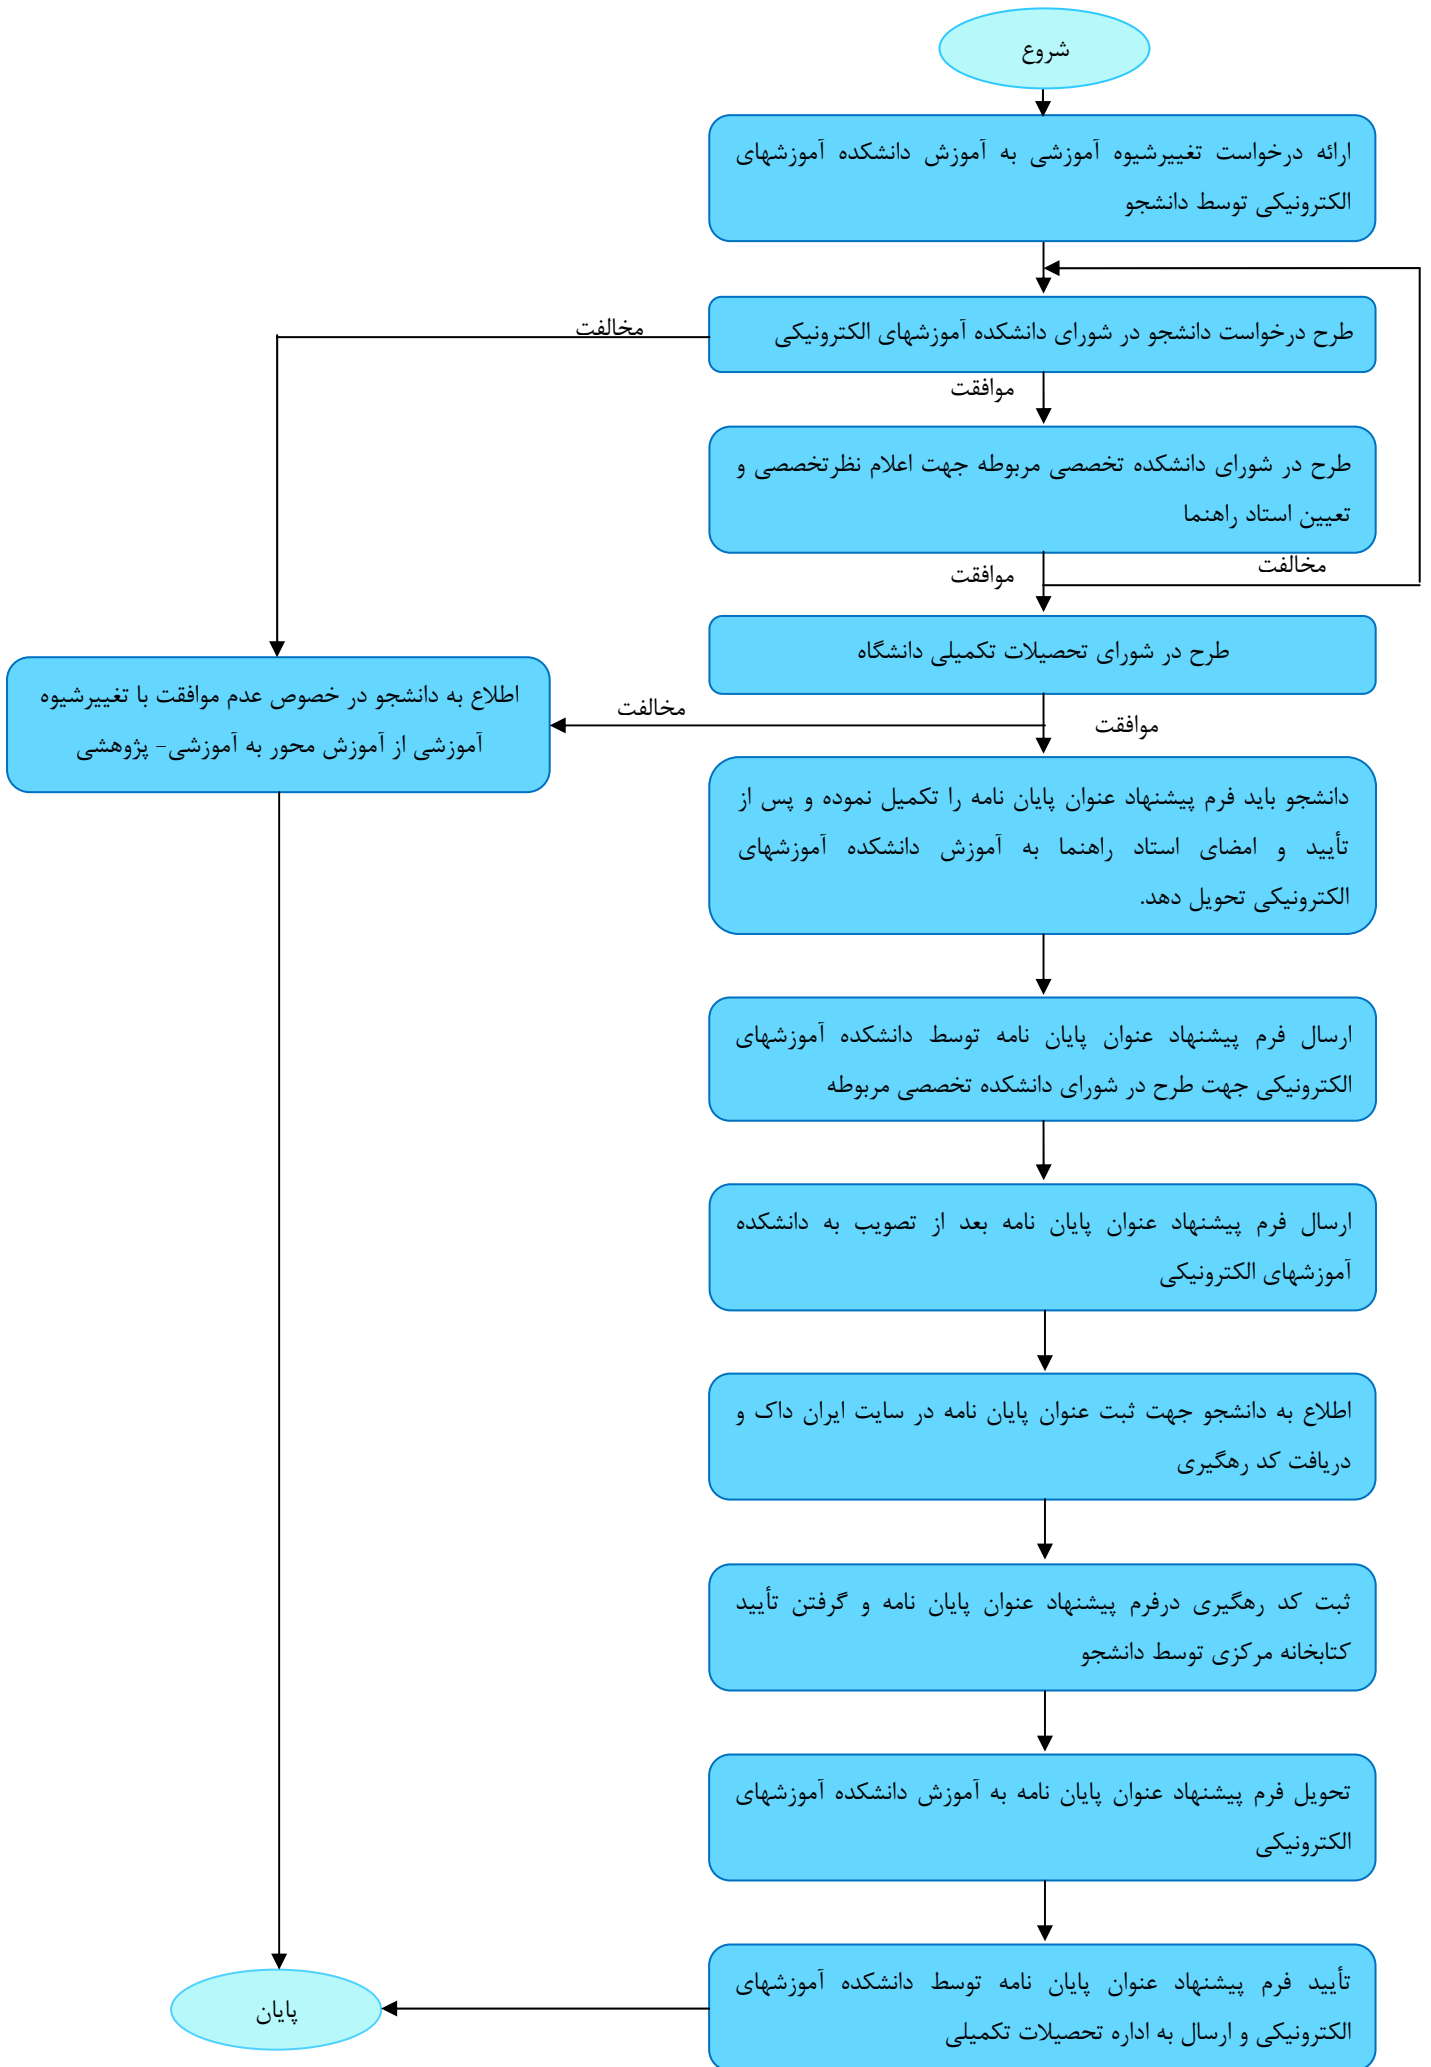 شروع
ارائه درخواست تغییرشیوه آموزشی به آموزش دانشکده آموزشهای
الکترونیکی توسط دانشجو
طرح درخواست دانشجو در شورای دانشکده آموزشهای الکترونیکی
مخالفت
موافقت
طرح در شورای دانشکده تخصصی مربوطه جهت اعلام نظرتخصصی و
تعیین استاد راهنما
مخالفت
موافقت
طرح در شورای تحصیلات تکمیلی دانشگاه
اطلاع به دانشجو در خصوص عدم موافقت با تغییرشیوه
آموزشی از آموزش محور به آموزشی- پژوهشی
مخالفت
موافقت
دانشجو باید فرم پیشنهاد عنوان پایان نامه را تکمیل نموده و پس از
تأیید و امضای استاد راهنما به آموزش دانشکده آموزشهای
الکترونیکی تحویل دهد.
ارسال فرم پیشنهاد عنوان پایان نامه توسط دانشکده آموزشهای
الکترونیکی جهت طرح در شورای دانشکده تخصصی مربوطه
ارسال فرم پیشنهاد عنوان پایان نامه بعد از تصویب به دانشکده
آموزشهای الکترونیکی
اطلاع به دانشجو جهت ثبت عنوان پایان نامه در سایت ایران داک و
دریافت کد رهگیری
ثبت کد رهگیری درفرم پیشنهاد عنوان پایان نامه و گرفتن تأیید
کتابخانه مرکزی توسط دانشجو
تحویل فرم پیشنهاد عنوان پایان نامه به آموزش دانشکده آموزشهای
الکترونیکی
تأیید فرم پیشنهاد عنوان پایان نامه توسط دانشکده آموزشهای
الکترونیکی و ارسال به اداره تحصیلات تکمیلی
پایان